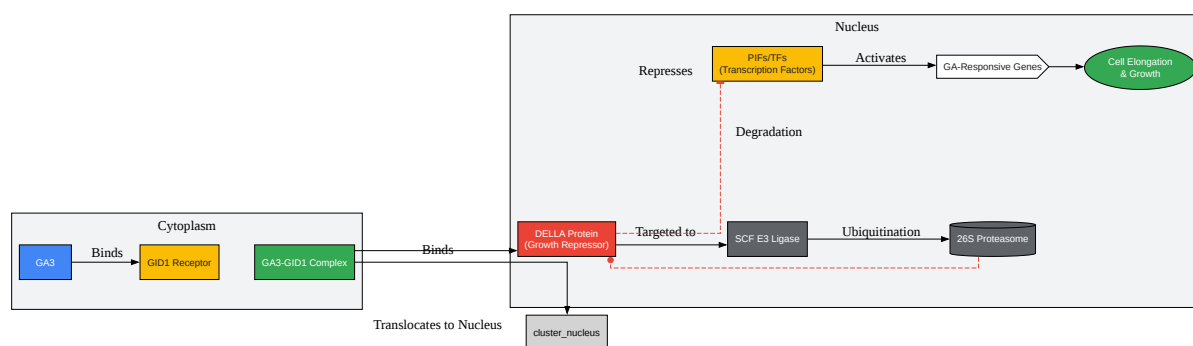 Nucleus
Represses
PIFs/TFs
(Transcription Factors)
Activates
GA-Responsive Genes
Cell Elongation
& Growth
Degradation
Cytoplasm
GA3
Binds
GID1 Receptor
GA3-GID1 Complex
Binds
DELLA Protein
(Growth Repressor)
Targeted to
SCF E3 Ligase
Ubiquitination
26S Proteasome
Translocates to Nucleus
cluster_nucleus